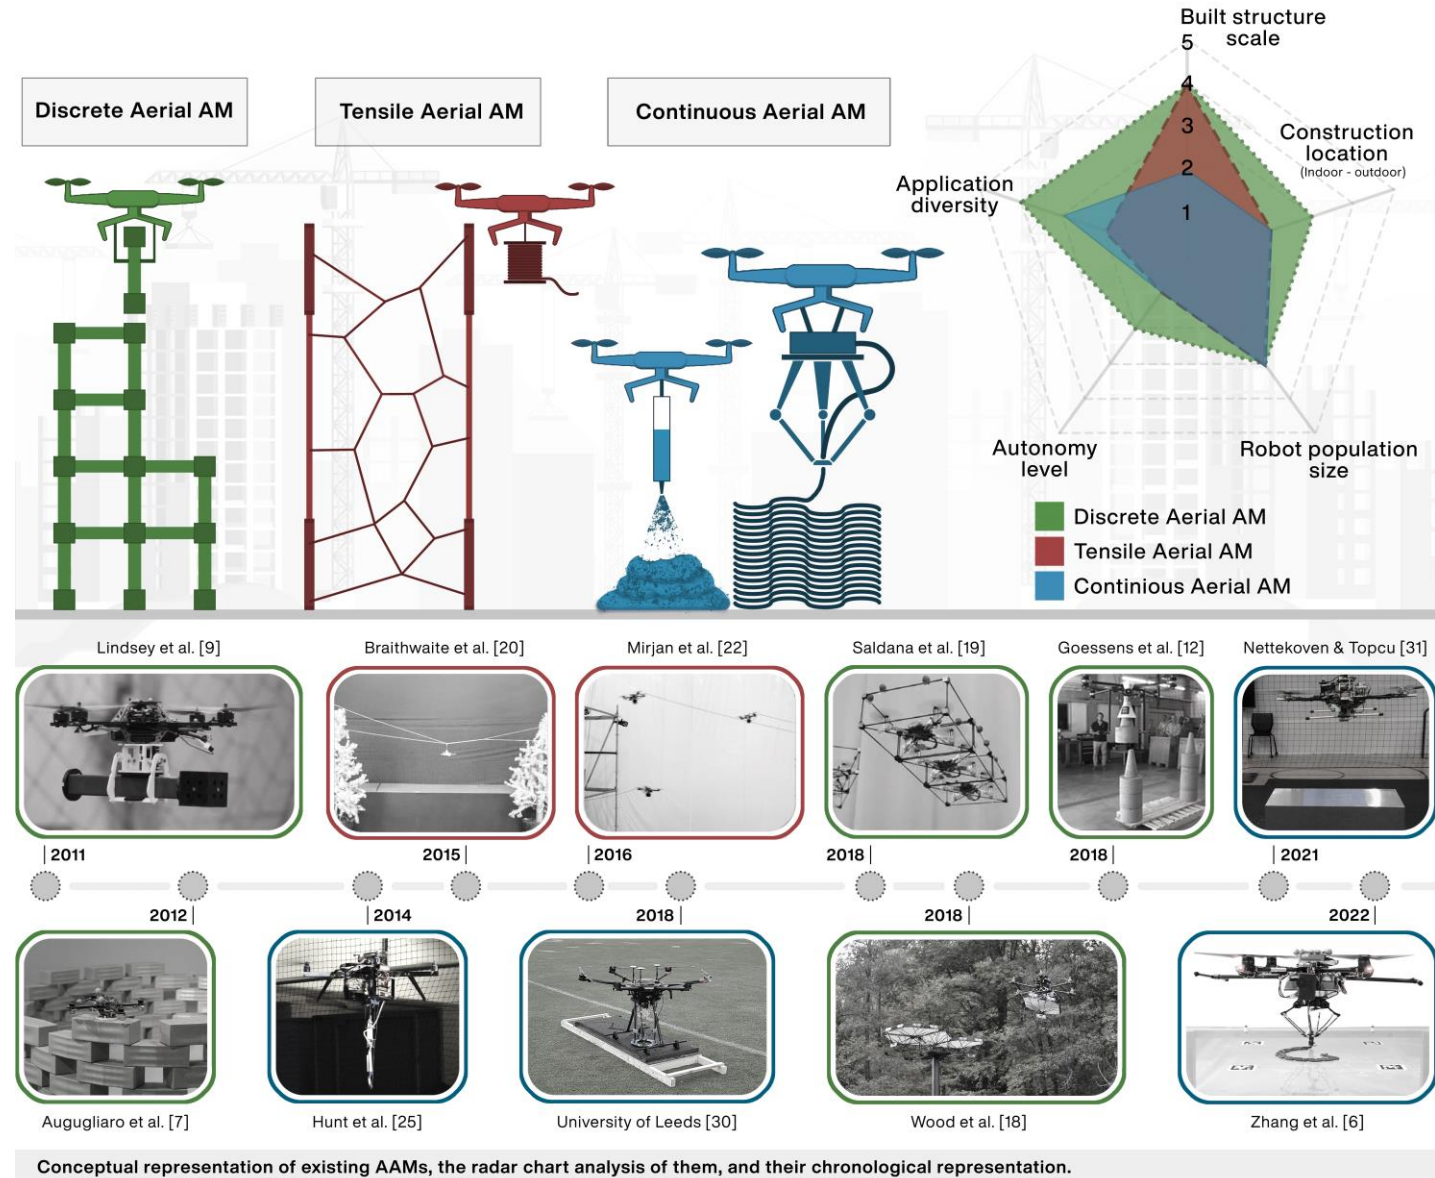 Discrete Aerial AM
Tensile Aerial AM
Continuous Aerial AM
Built structure
scale
5
4
3
2
1
Construction
location
(Indoor - outdoor)
Application
diversity
Autonomy
level
Robot population
size
Discrete Aerial AM
Tensile Aerial AM
Continious Aerial AM
Lindsey et al. [9]
Braithwaite et al. [20]
Mirjan et al. [22]
Saldana et al. [19]
Goessens et al. [12]
Nettekoven & Topcu [31]
2011
2015
2016
2018
2018
2021
2012
2014
2018
2018
2022
Augugliaro et al. [7]
Hunt et al. [25]
University of Leeds [30]
Wood et al. [18]
Zhang et al. [6]
Conceptual representation of existing AAMs, the radar chart analysis of them, and their chronological representation.